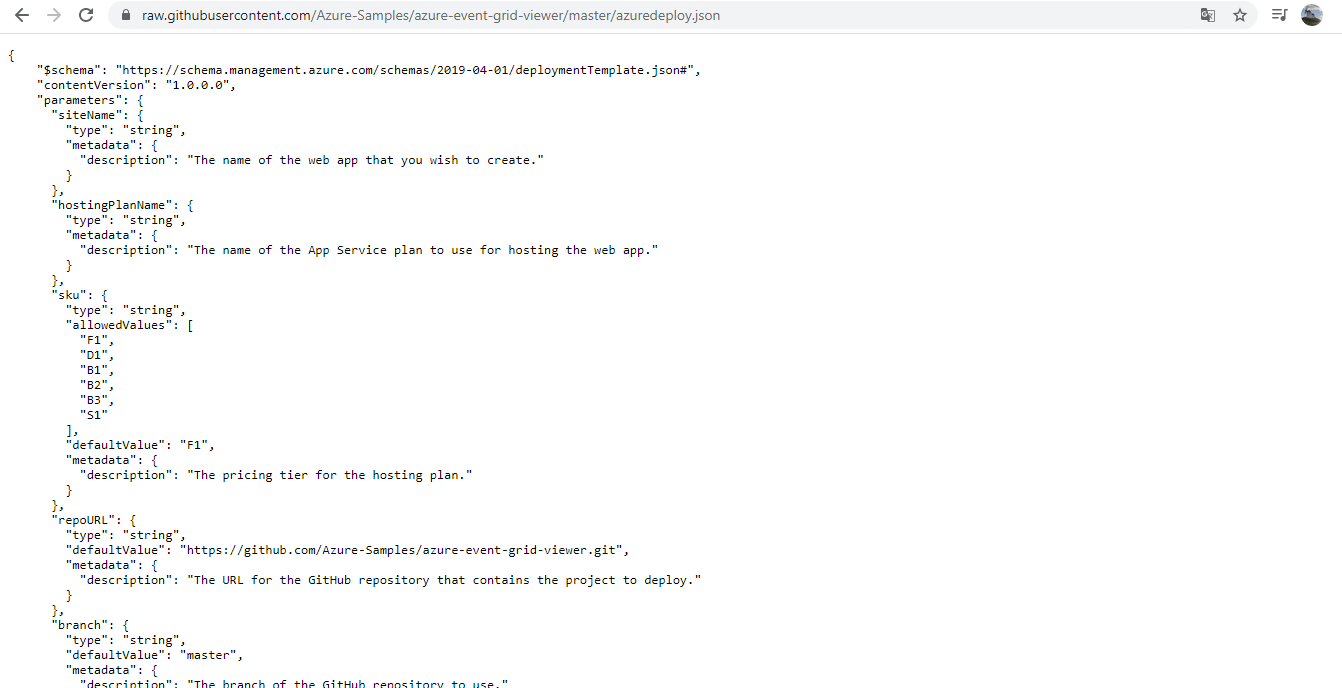 raw.githubusercontent.com/Azure-Samples/azure-event-grid-viewer/master/azuredeploy.json
{
    "$schema": "https://schema.management.azure.com/schemas/2019-04-01/deploymentTemplate.json#",
    "contentVersion": "1.0.0.0",
    "parameters": {
      "siteName": {
        "type": "string",
        "metadata": {
          "description": "The name of the web app that you wish to create."
        }
      },
      "hostingPlanName": {
        "type": "string",
        "metadata": {
          "description": "The name of the App Service plan to use for hosting the web app."
        }
      },
      "sku": {
        "type": "string",
        "allowedValues": [
          "F1",
          "D1",
          "B1",
          "B2",
          "B3",
          "S1"
        ],
        "defaultValue": "F1",
        "metadata": {
          "description": "The pricing tier for the hosting plan."
        }
      },
      "repoURL": {
        "type": "string",
        "defaultValue": "https://github.com/Azure-Samples/azure-event-grid-viewer.git",
        "metadata": {
          "description": "The URL for the GitHub repository that contains the project to deploy."
        }
      },
      "branch": {
        "type": "string",
        "defaultValue": "master",
        "metadata": {
          "description": "The branch of the GitHub repository to use."